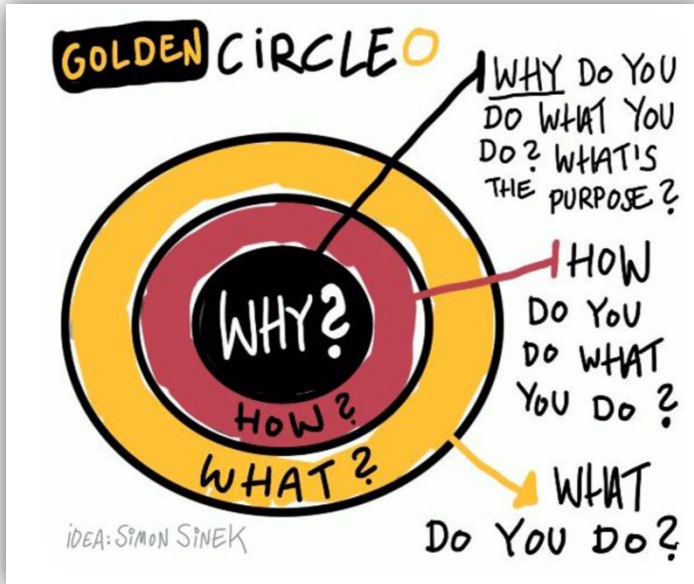 GOLDEN CIRCLE
WHY DO YOU
DO WHAT YOU
DO? WHAT'S
THE PURPOSE?
HOW
DO YOU
DO WHAT
YOU DO?
WHY?
HOW?
WHAT?
WHAT
DO YOU DO?
IDEA: SIMON SINEK